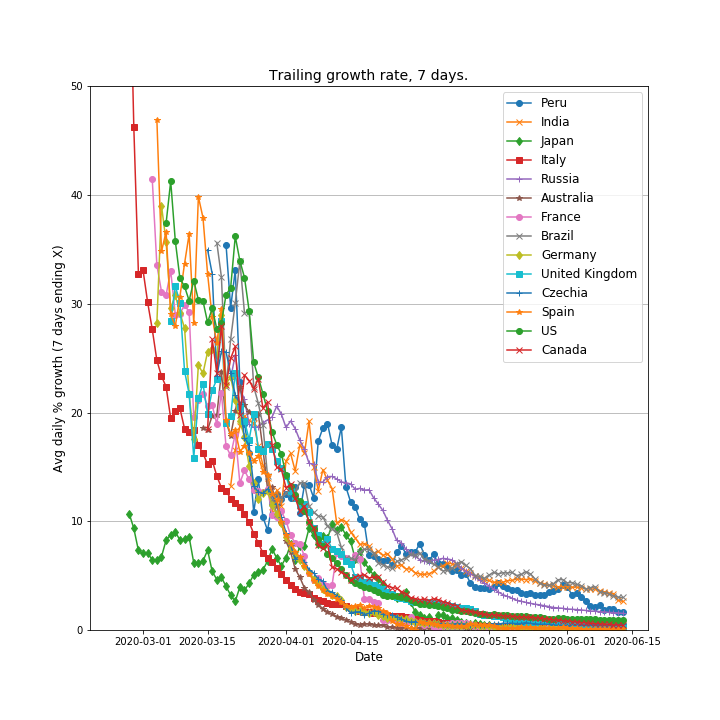 Trailing growth rate, 7 days.
Avg daily % growth (7 days ending X)
50
40
30
20
10
0
Peru
India
Japan
Italy
Russia
Australia
France
Brazil
Germany
United Kingdom
Czechia
Spain
US
Canada
2020-03-01 2020-03-15 2020-04-01 2020-04-15 2020-05-01 2020-05-15 2020-06-01 2020-06-15
Date